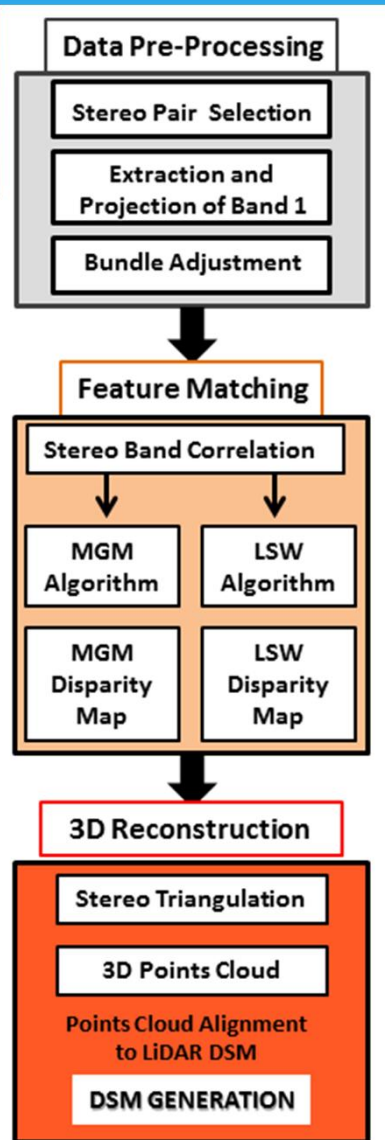 Data Pre-Processing
Stereo Pair Selection
Extraction and
Projection of Band 1
Bundle Adjustment
Feature Matching
Stereo Band Correlation
MGM
Algorithm
LSW
Algorithm
MGM
Disparity
Map
LSW
Disparity
Map
3D Reconstruction
Stereo Triangulation
3D Points Cloud
Points Cloud Alignment
to LiDAR DSM
DSM GENERATION